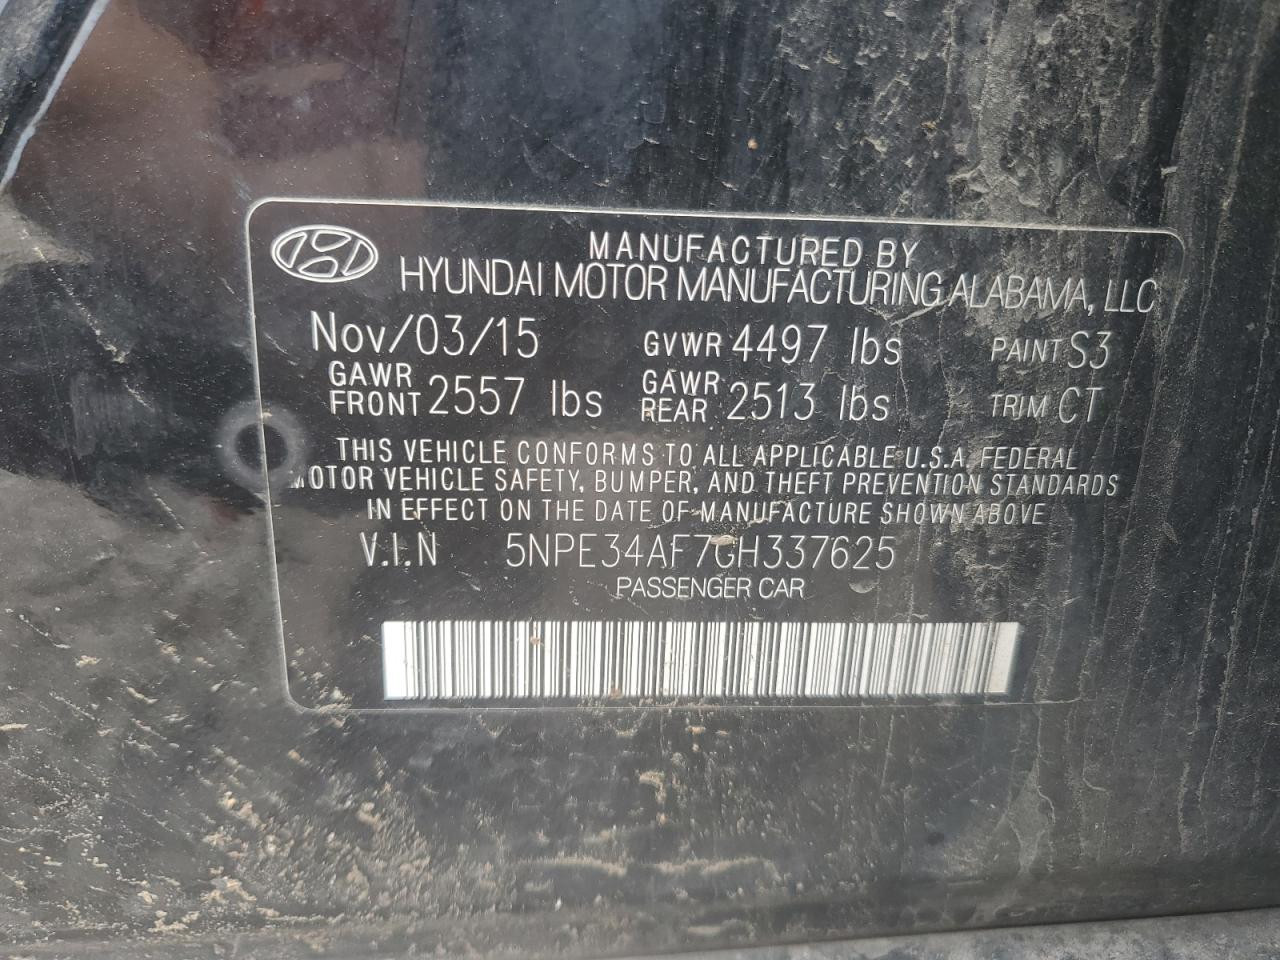 MANUFACTURED BY
HYUNDAI MOTOR MANUFACTURING ALABAMA, LLC
Nov/03/15 GVWR 4497 lbs PAINT S3
GAWR FRONT 2557 lbs GAWR REAR 2513 lbs TRIM CT
THIS VEHICLE CONFORMS TO ALL APPLICABLE U.S.A. FEDERAL
MOTOR VEHICLE SAFETY, BUMPER, AND THEFT PREVENTION STANDARDS
IN EFFECT ON THE DATE OF MANUFACTURE SHOWN ABOVE
V.I.N 5NPE34AF7GH337625
PASSENGER CAR